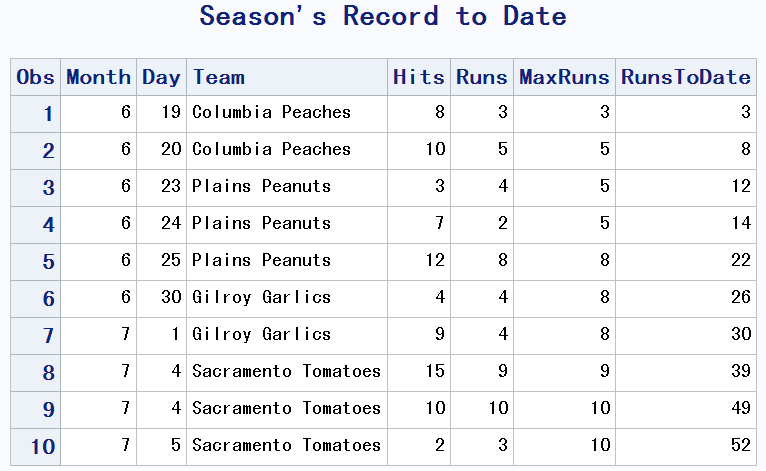 Season's Record to Date
Obs Month Day Team Hits Runs MaxRuns RunsToDate
1 6 19 Columbia Peaches 8 3 3 3
2 6 20 Columbia Peaches 10 5 5 8
3 6 23 Plains Peanuts 3 4 5 12
4 6 24 Plains Peanuts 7 2 5 14
5 6 25 Plains Peanuts 12 8 8 22
6 6 30 Gilroy Garlics 4 4 8 26
7 7 1 Gilroy Garlics 9 4 8 30
8 7 4 Sacramento Tomatoes 15 9 9 39
9 7 4 Sacramento Tomatoes 10 10 10 49
10 7 5 Sacramento Tomatoes 2 3 10 52